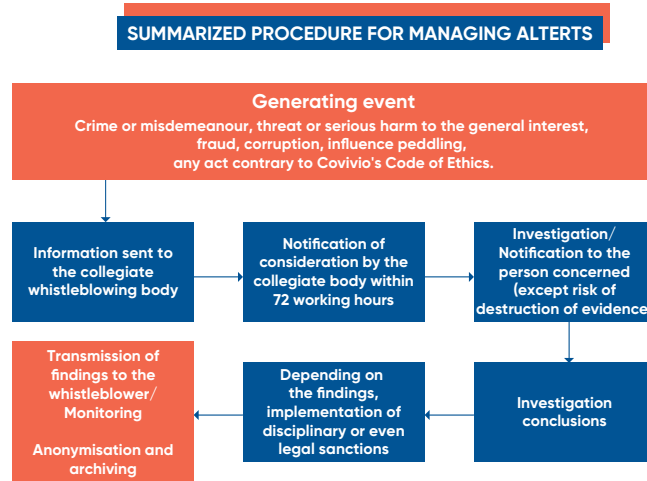 SUMMARIZED PROCEDURE FOR MANAGING ALTERTS
Generating event
Crime or misdemeanour, threat or serious harm to the general interest,
fraud, corruption, influence peddling,
any act contrary to Covivio's Code of Ethics.
Information sent to
the collegiate
whistleblowing body
Notification of
consideration by the
collegiate body within
72 working hours
Investigation/
Notification to the
person concerned
(except risk of
destruction of evidence
Investigation
conclusions
Depending on
the findings,
implementation of
disciplinary or even
legal sanctions
Transmission of
findings to the
whistleblower/
Monitoring
Anonymisation and
archiving